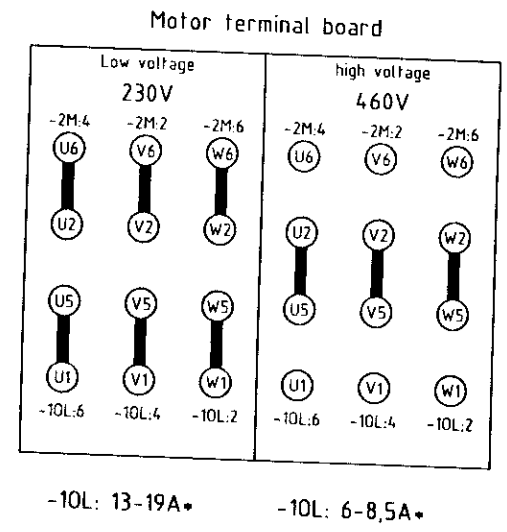 Motor terminal board
Low voltage
230V
-2M:4 -2M:2 -2M:6
U6 V6 W6
U2 V2 W2
U5 V5 W5
U1 V1 W1
-10L:6 -10L:4 -10L:2
-10L: 13-19A*
high voltage
460V
-2M:4 -2M:2 -2M:6
U6 V6 W6
U2 V2 W2
U5 V5 W5
U1 V1 W1
-10L:6 -10L:4 -10L:2
-10L: 6-8,5A*